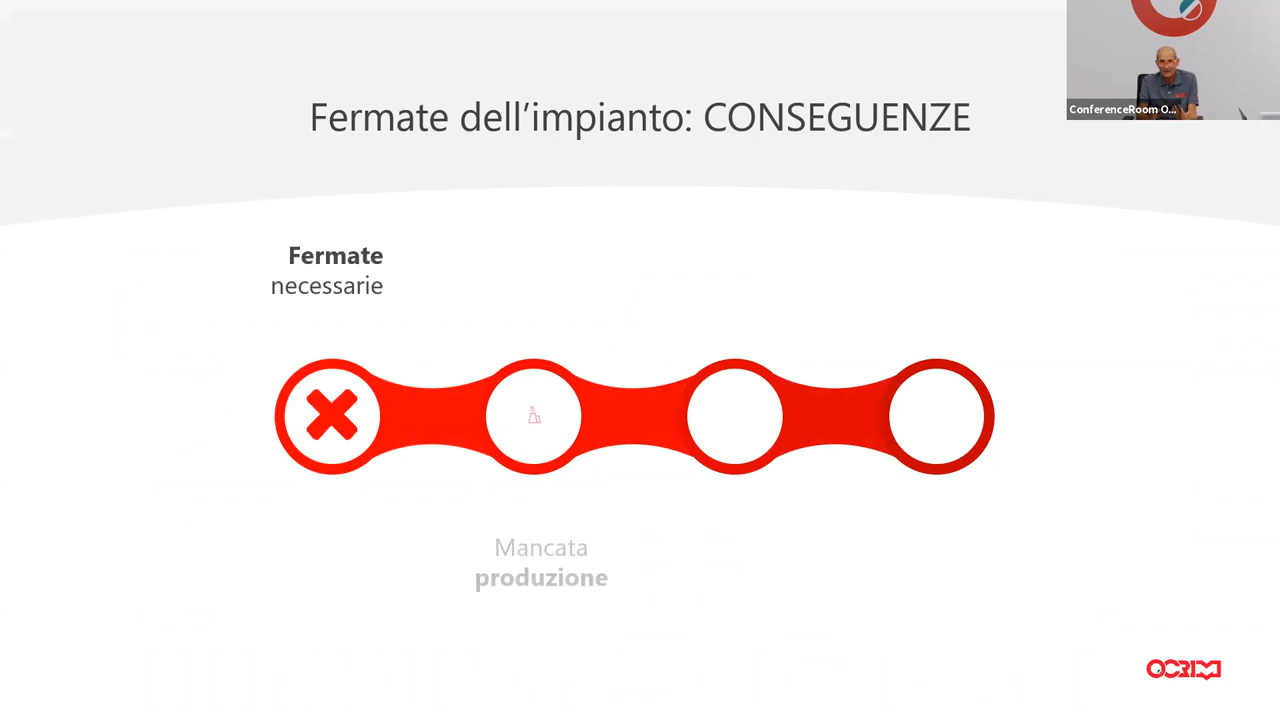 Fermate dell’impianto: CONSEGUENZE
ConferenceRoom O...
Fermate
necessarie
Mancata
produzione
OCRIM